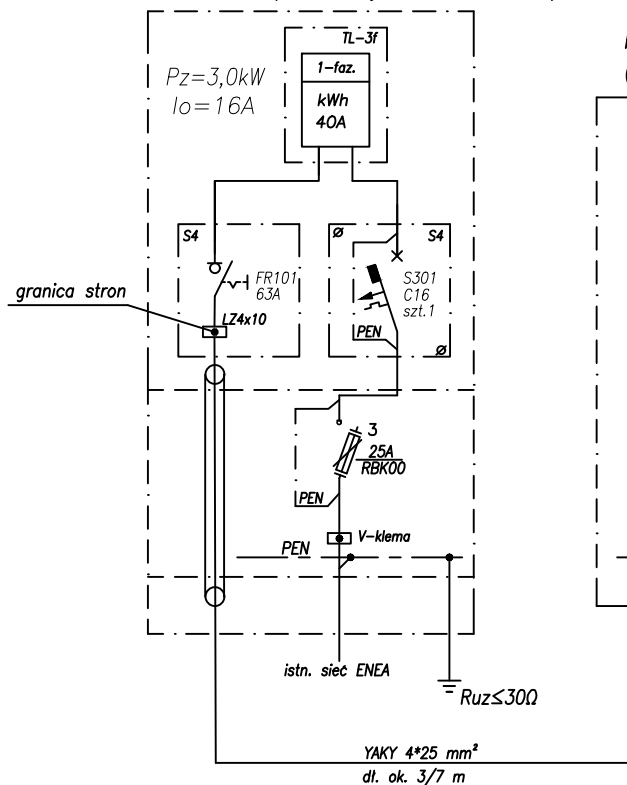 TL-3f
1-faz.
kWh
40A
Pz=3,0kW
Io=16A
S4
FR101
63A
LZ4x10
granica stron
Ø
S4
S301
C16
szt.1
PEN
Ø
3
25A
RBK00
PEN
V-klema
PEN
istn. sieć ENEA
Ruz≤30Ω
YAKY 4*25 mm²
dł. ok. 3/7 m